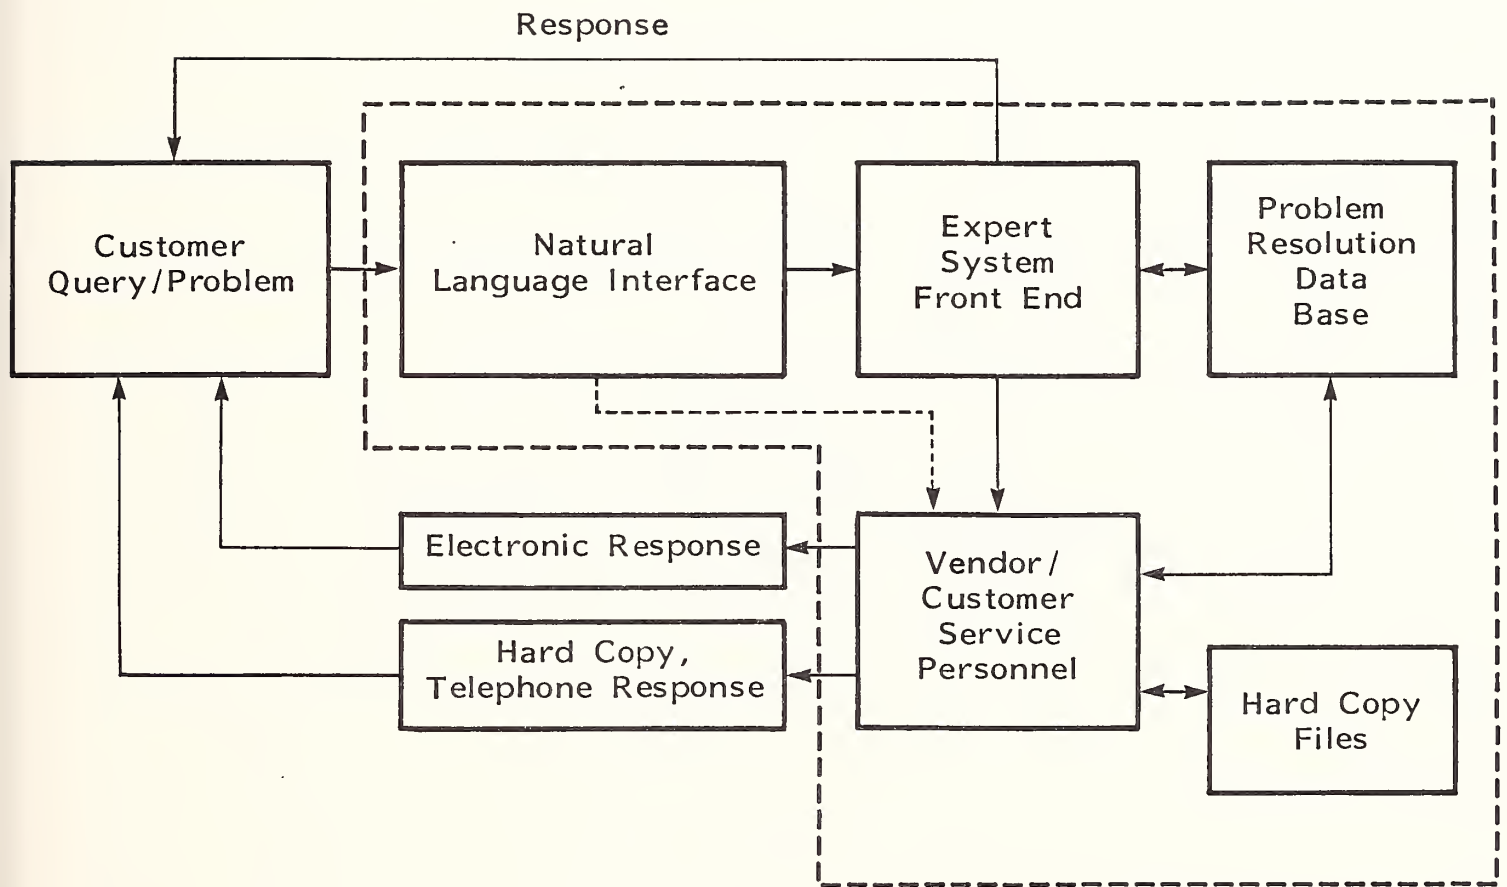 Response
Customer
Query/Problem
Natural
Language Interface
Expert
System
Front End
Problem
Resolution
Data
Base
Electronic Response
Hard Copy,
Telephone Response
Vendor/
Customer
Service
Personnel
Hard Copy
Files